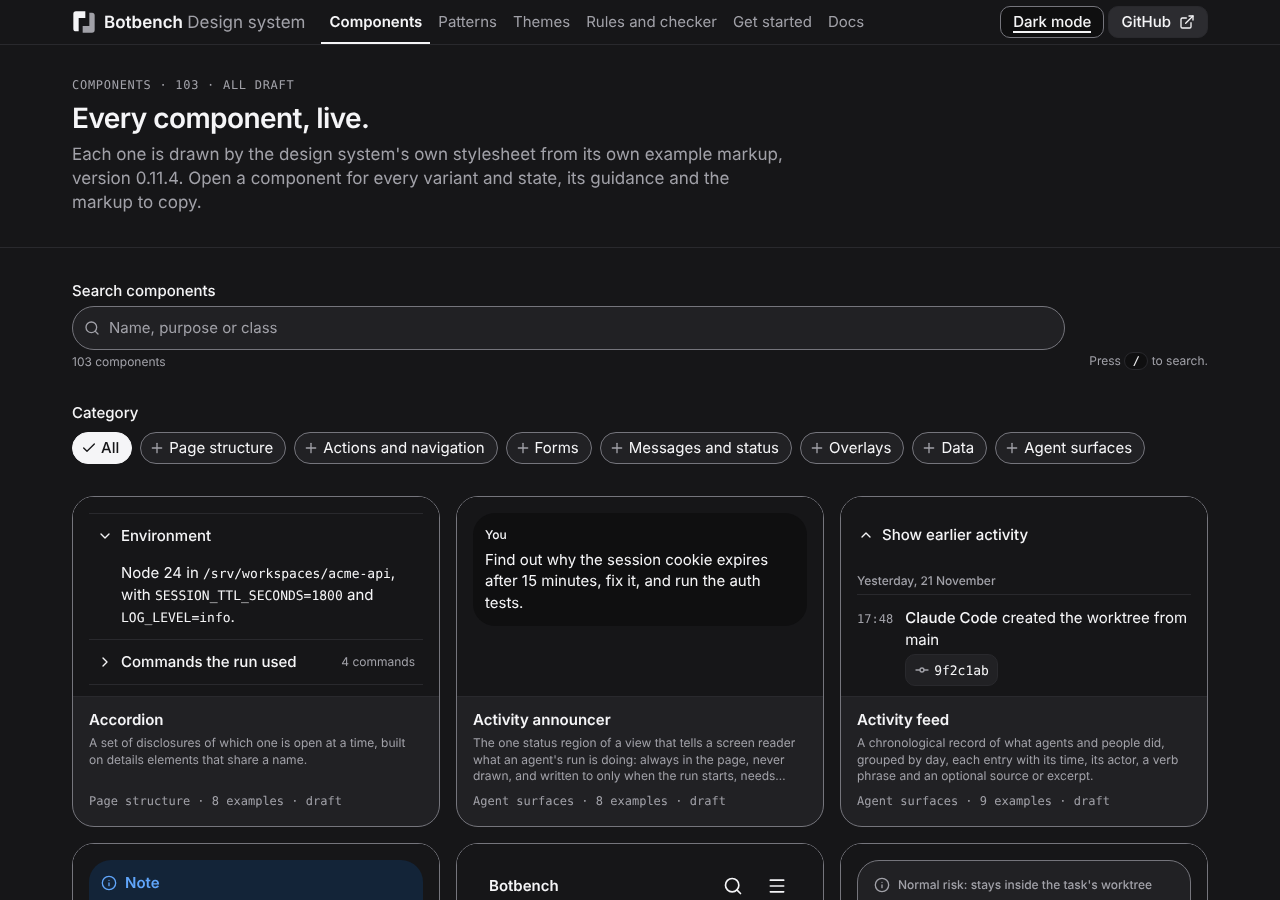 Botbench Design system
Components
Patterns
Themes
Rules and checker
Get started
Docs
Dark mode
GitHub
COMPONENTS · 103 · ALL DRAFT
Every component, live.
Each one is drawn by the design system's own stylesheet from its own example markup,
version 0.11.4. Open a component for every variant and state, its guidance and the
markup to copy.
Search components
Name, purpose or class
103 components
Press / to search.
Category
All
Page structure
Actions and navigation
Forms
Messages and status
Overlays
Data
Agent surfaces
Environment
Node 24 in /srv/workspaces/acme-api,
with SESSION_TTL_SECONDS=1800 and
LOG_LEVEL=info.
Commands the run used
4 commands
Accordion
A set of disclosures of which one is open at a time, built
on details elements that share a name.
Page structure · 8 examples · draft
You
Find out why the session cookie expires
after 15 minutes, fix it, and run the auth
tests.
Activity announcer
The one status region of a view that tells a screen reader
what an agent's run is doing: always in the page, never
drawn, and written to only when the run starts, needs…
Agent surfaces · 8 examples · draft
Show earlier activity
Yesterday, 21 November
17:48
Claude Code created the worktree from
main
9f2c1ab
Activity feed
A chronological record of what agents and people did,
grouped by day, each entry with its time, its actor, a verb
phrase and an optional source or excerpt.
Agent surfaces · 9 examples · draft
Note
Botbench
Normal risk: stays inside the task's worktree